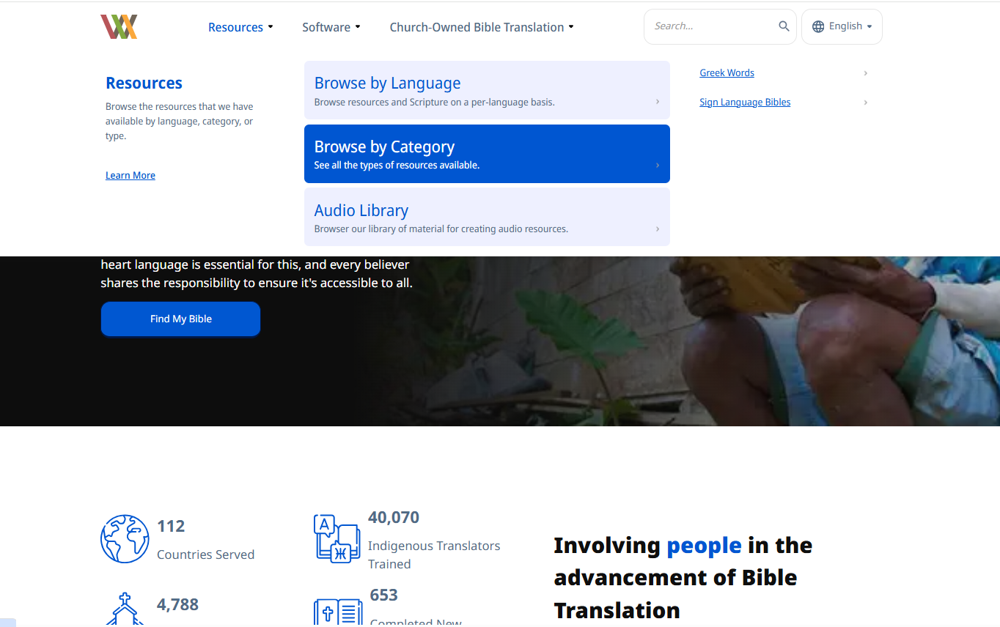 Resources
Software
Church-Owned Bible Translation
Search...
English
Resources
Browse the resources that we have
available by language, category, or
type.
Learn More
Browse by Language
Browse resources and Scripture on a per-language basis.
Browse by Category
See all the types of resources available.
Audio Library
Browser our library of material for creating audio resources.
Greek Words
Sign Language Bibles
heart language is essential for this, and every believer
shares the responsibility to ensure it's accessible to all.
Find My Bible
112
Countries Served
40,070
Indigenous Translators
Trained
4,788
653
Completed New
Involving people in the
advancement of Bible
Translation